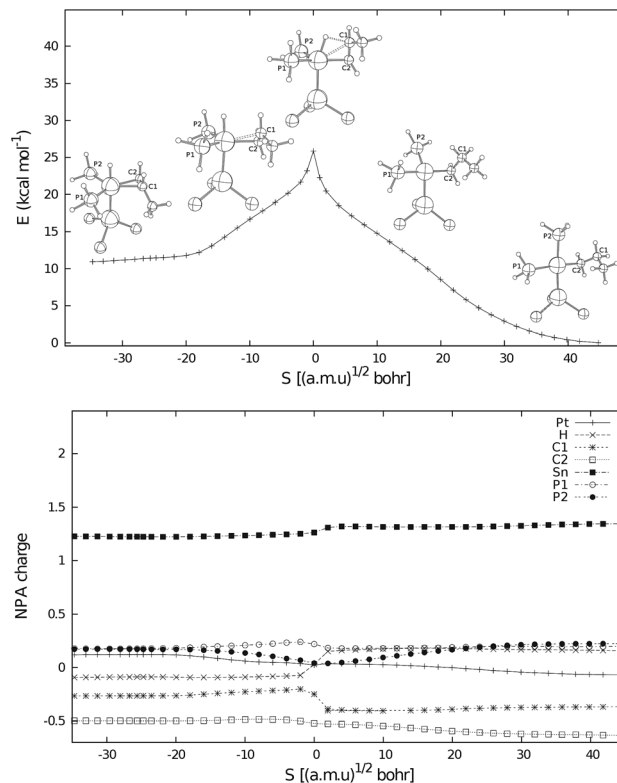 45
40
35
30
25
20
15
10
5
0
E (kcal mol⁻¹)
P2
C1
P1
C2
P2
C1
C2
P1
P2
C2
C1
P1
P2
C1
P1
C2
P2
P1
C1
C2
-30 -20 -10 0 10 20 30 40
S [(a.m.u)^1/2 bohr]
Pt
H
C1
C2
Sn
P1
P2
2
1.5
1
0.5
0
-0.5
NPA charge
-30 -20 -10 0 10 20 30 40
S [(a.m.u)^1/2 bohr]